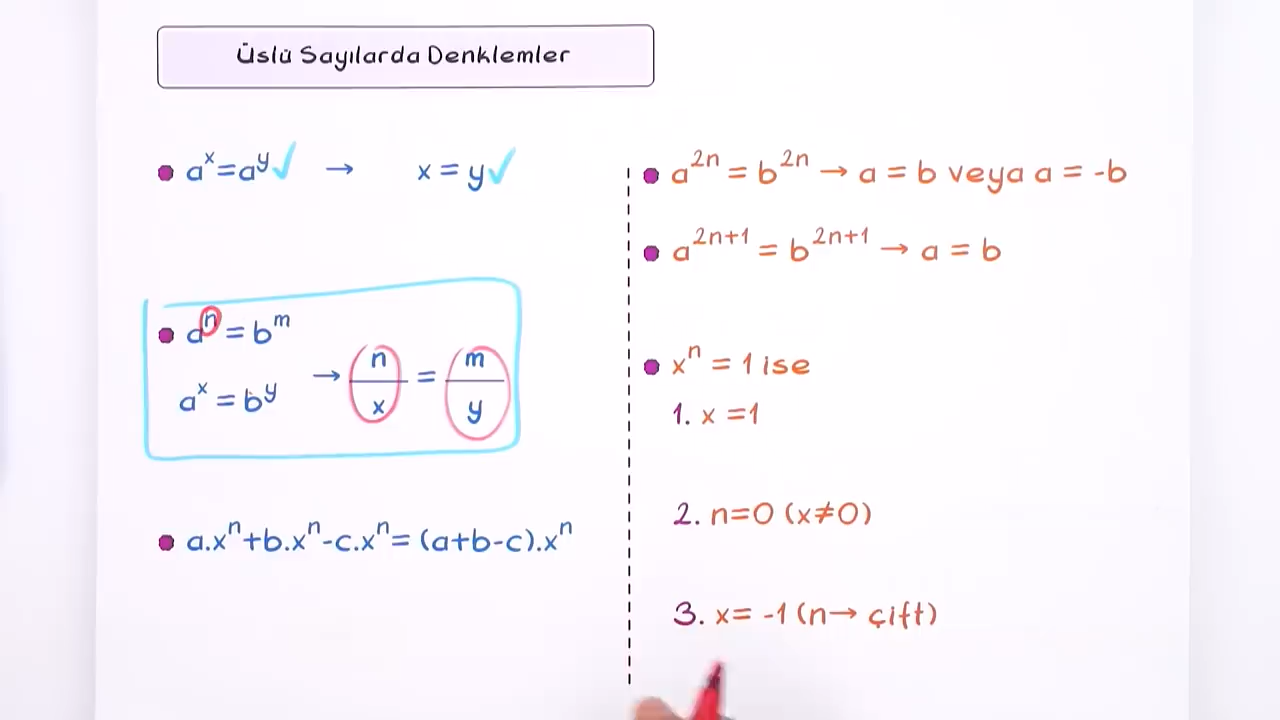 Üslü Sayılarda Denklemler
a^x=a^y → x = y
a^n = b^m
a^x = b^y
→ n/x = m/y
a.x^n+b.x^n-c.x^n= (a+b-c).x^n
a^2n = b^2n → a = b veya a = -b
a^2n+1 = b^2n+1 → a = b
x^n = 1 ise
1. x =1
2. n=0 (x≠0)
3. x= -1 (n→ çift)